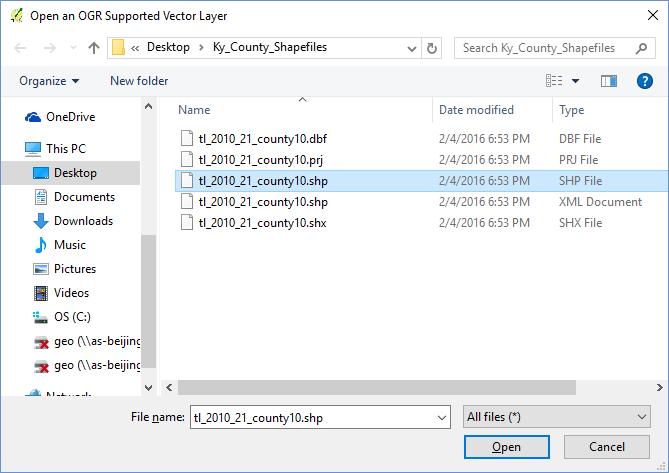 Open an OGR Supported Vector Layer
« Desktop > Ky_County_Shapefiles
Search Ky_County_Shapefiles
Organize New folder
Name Date modified Type
tl_2010_21_county10.dbf 2/4/2016 6:53 PM DBF File
tl_2010_21_county10.prj 2/4/2016 6:53 PM PRJ File
tl_2010_21_county10.shp 2/4/2016 6:53 PM SHP File
tl_2010_21_county10.shp 2/4/2016 6:53 PM XML Document
tl_2010_21_county10.shx 2/4/2016 6:53 PM SHX File
OneDrive
This PC
Desktop
Documents
Downloads
Music
Pictures
Videos
OS (C:)
geo (\\as-beijing
geo (\\as-beijing
Network
File name: tl_2010_21_county10.shp All files (*)
Open Cancel